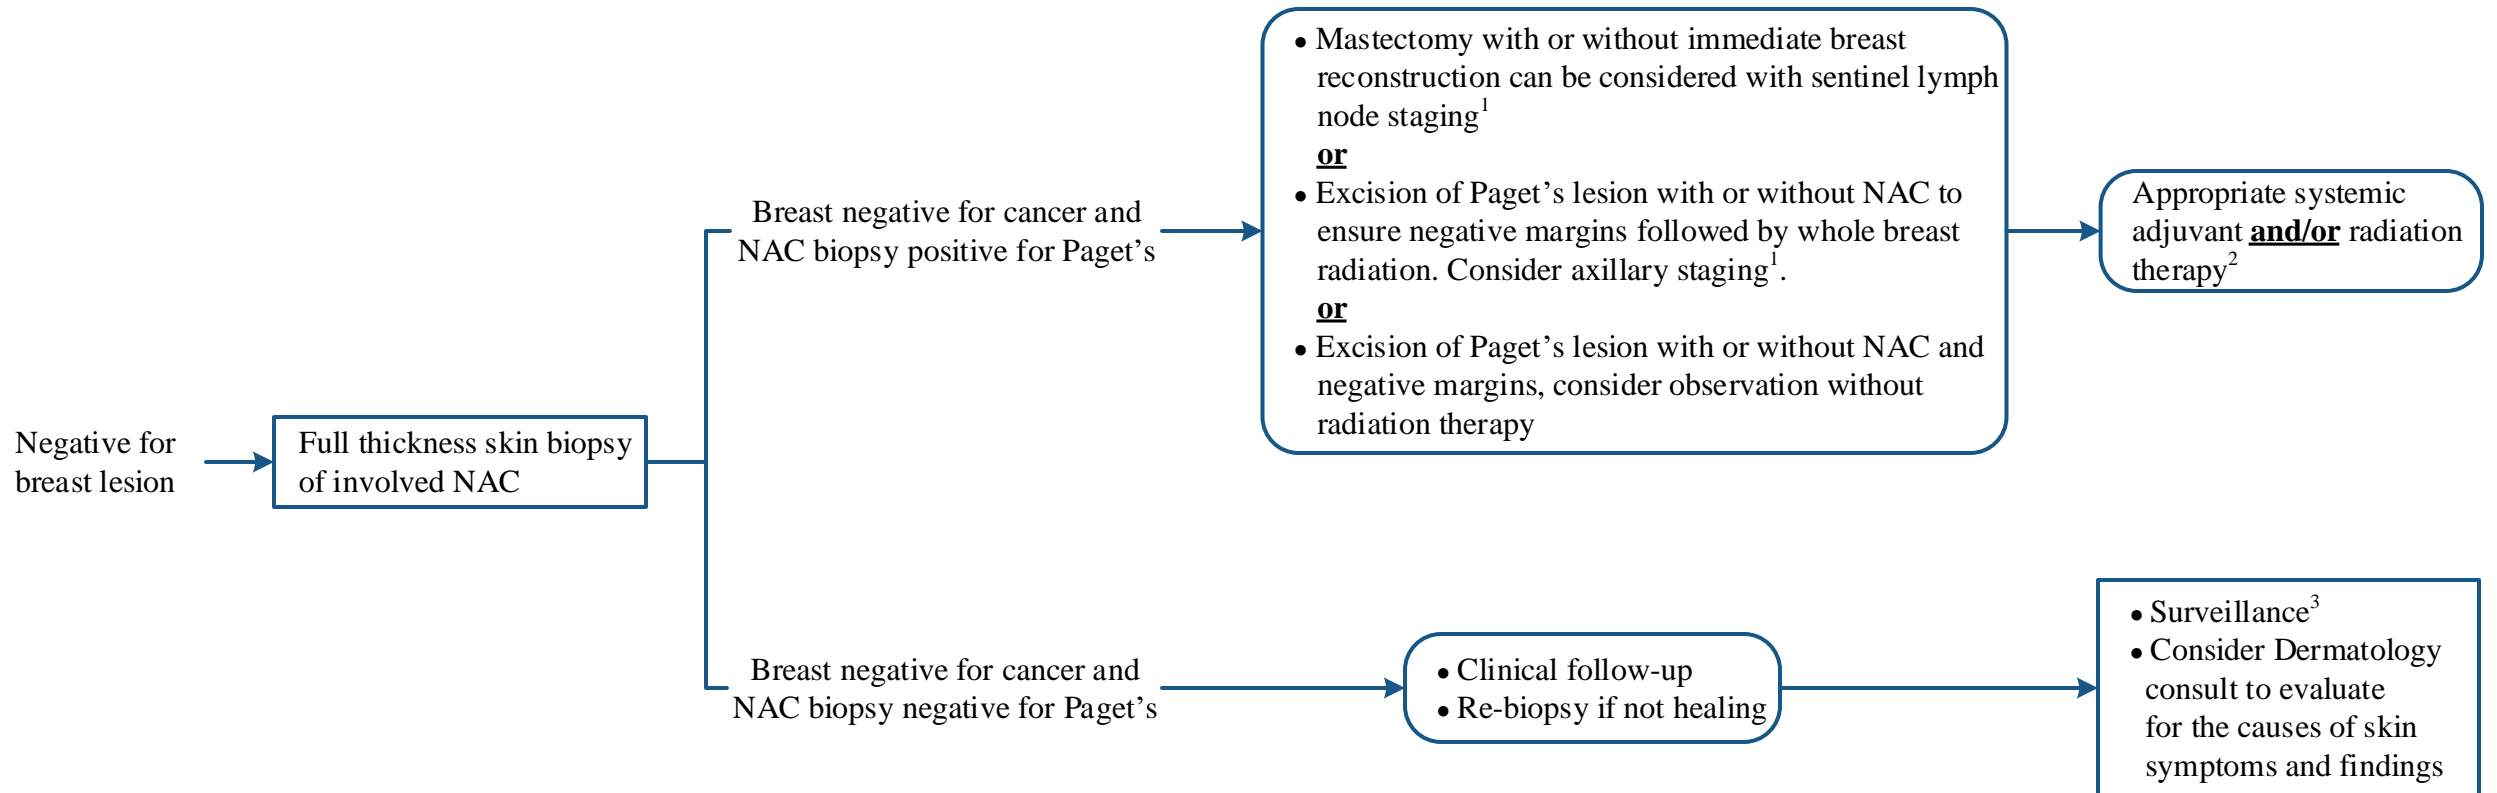 Negative for
breast lesion
Full thickness skin biopsy
of involved NAC
Breast negative for cancer and
NAC biopsy positive for Paget’s
• Mastectomy with or without immediate breast
reconstruction can be considered with sentinel lymph
node staging¹
or
• Excision of Paget’s lesion with or without NAC to
ensure negative margins followed by whole breast
radiation. Consider axillary staging¹.
or
• Excision of Paget’s lesion with or without NAC and
negative margins, consider observation without
radiation therapy
Appropriate systemic
adjuvant and/or radiation
therapy²
Breast negative for cancer and
NAC biopsy negative for Paget’s
• Clinical follow-up
• Re-biopsy if not healing
• Surveillance³
• Consider Dermatology
consult to evaluate
for the causes of skin
symptoms and findings